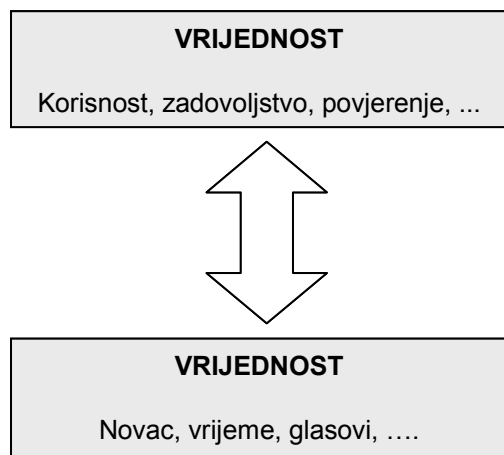 VRIJEDNOST
Korisnost, zadovoljstvo, povjerenje, ...
VRIJEDNOST
Novac, vrijeme, glasovi, ….